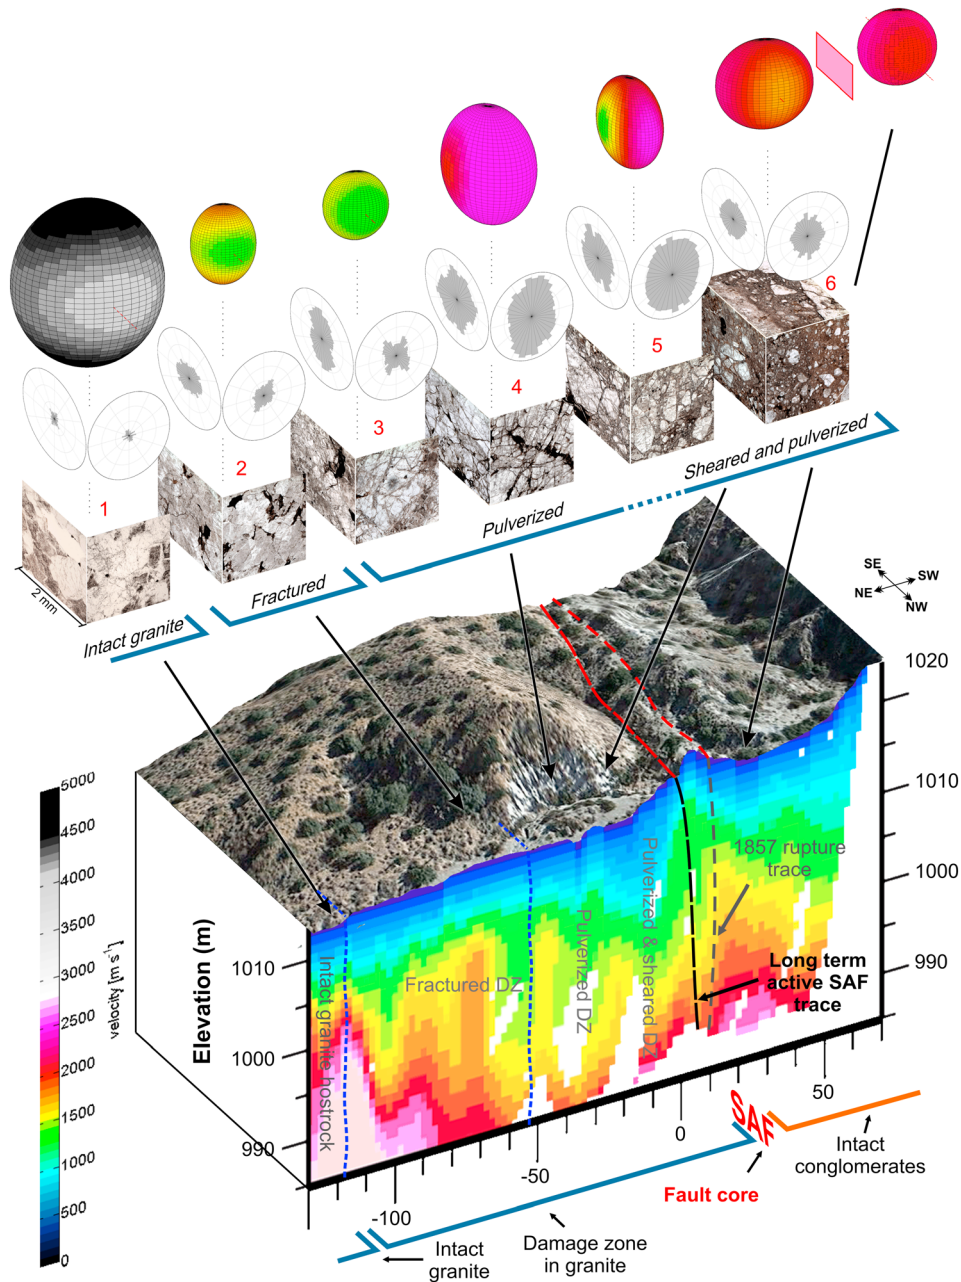 6
5
4
3
2
1
2 mm
Sheared and pulverized
Pulverized
Fractured
Intact granite
SE
SW
NE
NW
1020
1010
1000
990
5000
4500
4000
3500
3000
2500
2000
1500
1000
500
0
velocity [m s⁻¹]
Elevation (m)
1010
1000
990
Intact granite hostrock
Fractured DZ
Pulverized DZ
Pulverized & sheared DZ
1857 rupture
trace
Long term
active SAF
trace
-100
-50
0
50
SAF
Fault core
Intact
conglomerates
Damage zone
in granite
Intact
granite